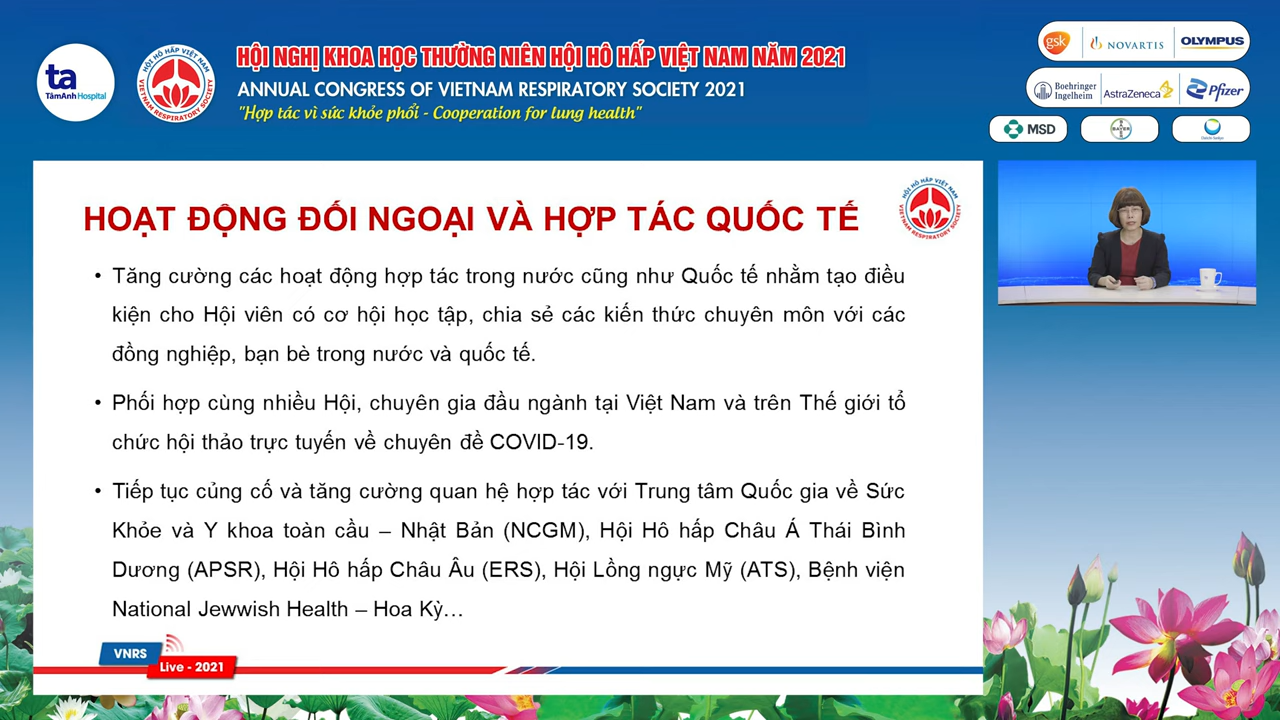 ta
TâmAnh Hospital
HỘI HÔ HẤP VIỆT NAM
VIETNAM RESPIRATORY SOCIETY
HỘI NGHỊ KHOA HỌC THƯỜNG NIÊN HỘI HÔ HẤP VIỆT NAM NĂM 2021
ANNUAL CONGRESS OF VIETNAM RESPIRATORY SOCIETY 2021
"Hợp tác vì sức khỏe phổi - Cooperation for lung health"
gsk
NOVARTIS
OLYMPUS
Boehringer
Ingelheim
AstraZeneca
Pfizer
MSD
BAYER
HOẠT ĐỘNG ĐỐI NGOẠI VÀ HỢP TÁC QUỐC TẾ
HỘI HÔ HẤP VIỆT NAM
VIETNAM RESPIRATORY SOCIETY
• Tăng cường các hoạt động hợp tác trong nước cũng như Quốc tế nhằm tạo điều
kiện cho Hội viên có cơ hội học tập, chia sẻ các kiến thức chuyên môn với các
đồng nghiệp, bạn bè trong nước và quốc tế.
• Phối hợp cùng nhiều Hội, chuyên gia đầu ngành tại Việt Nam và trên Thế giới tổ
chức hội thảo trực tuyến về chuyên đề COVID-19.
• Tiếp tục củng cố và tăng cường quan hệ hợp tác với Trung tâm Quốc gia về Sức
Khỏe và Y khoa toàn cầu – Nhật Bản (NCGM), Hội Hô hấp Châu Á Thái Bình
Dương (APSR), Hội Hô hấp Châu Âu (ERS), Hội Lồng ngực Mỹ (ATS), Bệnh viện
National Jewwish Health – Hoa Kỳ…
VNRS
Live - 2021